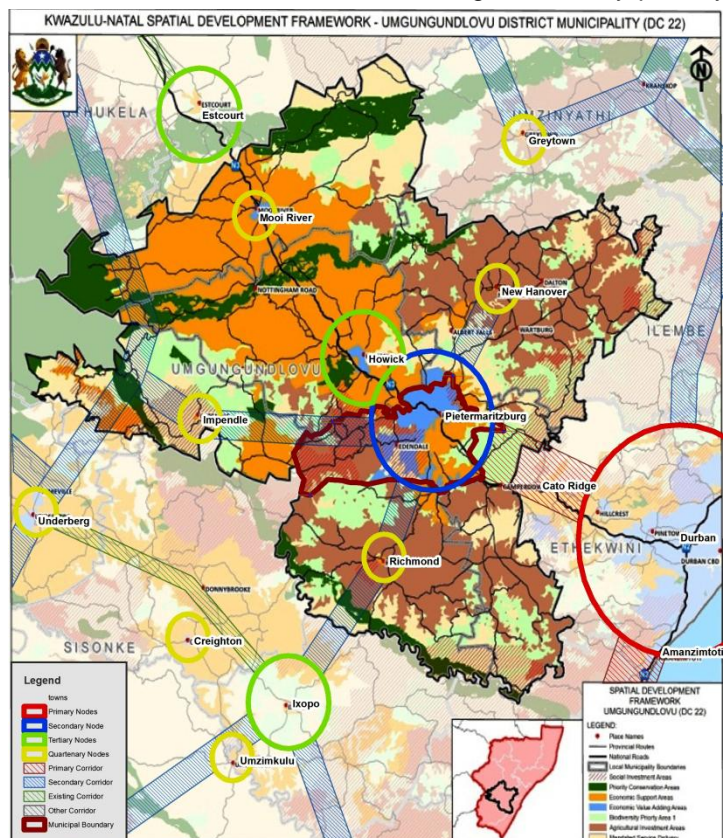 KWAZULU-NATAL SPATIAL DEVELOPMENT FRAMEWORK - UMGUNGUNDLOVU DISTRICT MUNICIPALITY (DC 22)
N
ESTCOURT
Estcourt
KRANSKOP
UMZINYATHI
Greytown
Mooi River
New Hanover
DALTON
NOTTINGHAM ROAD
ALBERT FALLS
WARTBURG
ILEMBE
Howick
UMGUNGUNDLOVU
Impendle
Pietermaritzburg
EDENDALE
Cato Ridge
Underberg
HILLCREST
Durban
ETHEKWINI
DURBAN CBD
Richmond
DONNYBROOKE
Creighton
SISONKE
Amanzimtoti
Ixopo
Umzimkulu
Legend
towns
Primary Nodes
Secondary Node
Tertiary Nodes
Quartenary Nodes
Primary Corridor
Secondary Corridor
Existing Corridor
Other Corridor
Municipal Boundary
SPATIAL DEVELOPMENT
FRAMEWORK
UMGUNGUNDLOVU (DC 22)
LEGEND:
Place Names
Provincial Routes
National Roads
Local Municipality Boundaries
Social Investment Areas
Priority Conservation Areas
Economic Support Areas
Economic Value Adding Areas
Biodiversity Priority Area 1
Agricultural Investment Areas